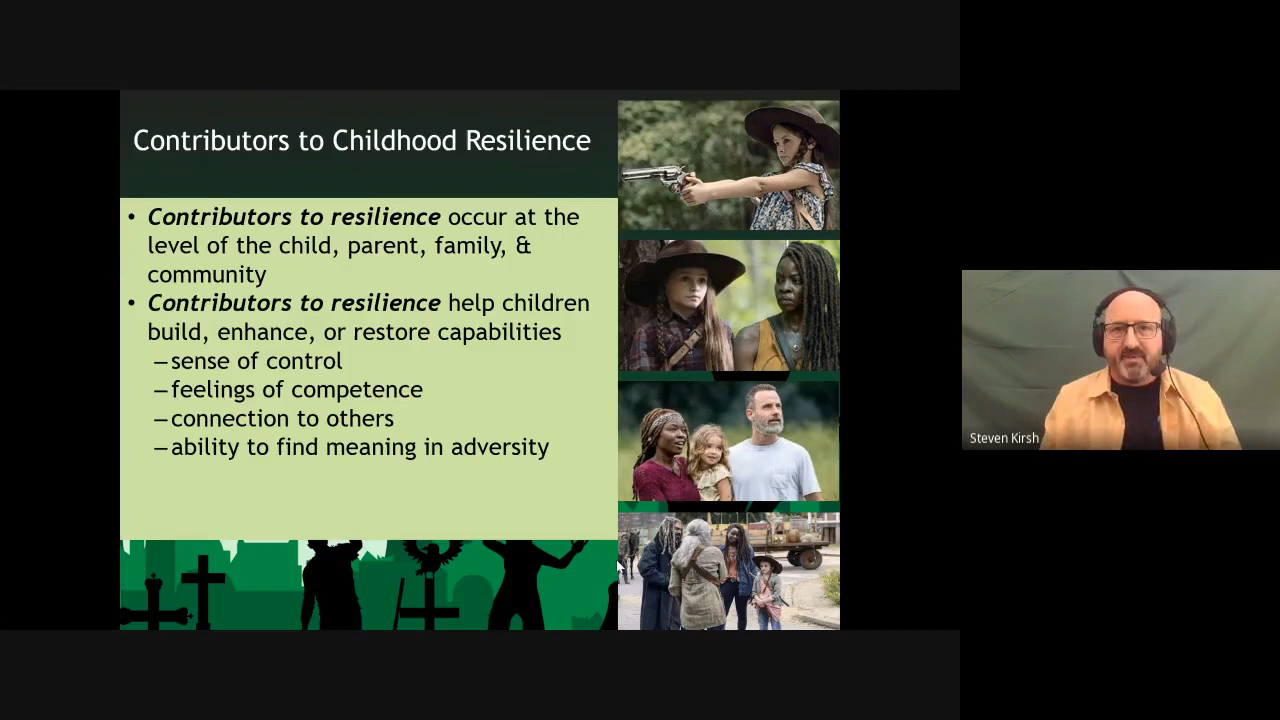 Contributors to Childhood Resilience
• Contributors to resilience occur at the
level of the child, parent, family, &
community
• Contributors to resilience help children
build, enhance, or restore capabilities
–sense of control
–feelings of competence
–connection to others
–ability to find meaning in adversity
Steven Kirsh